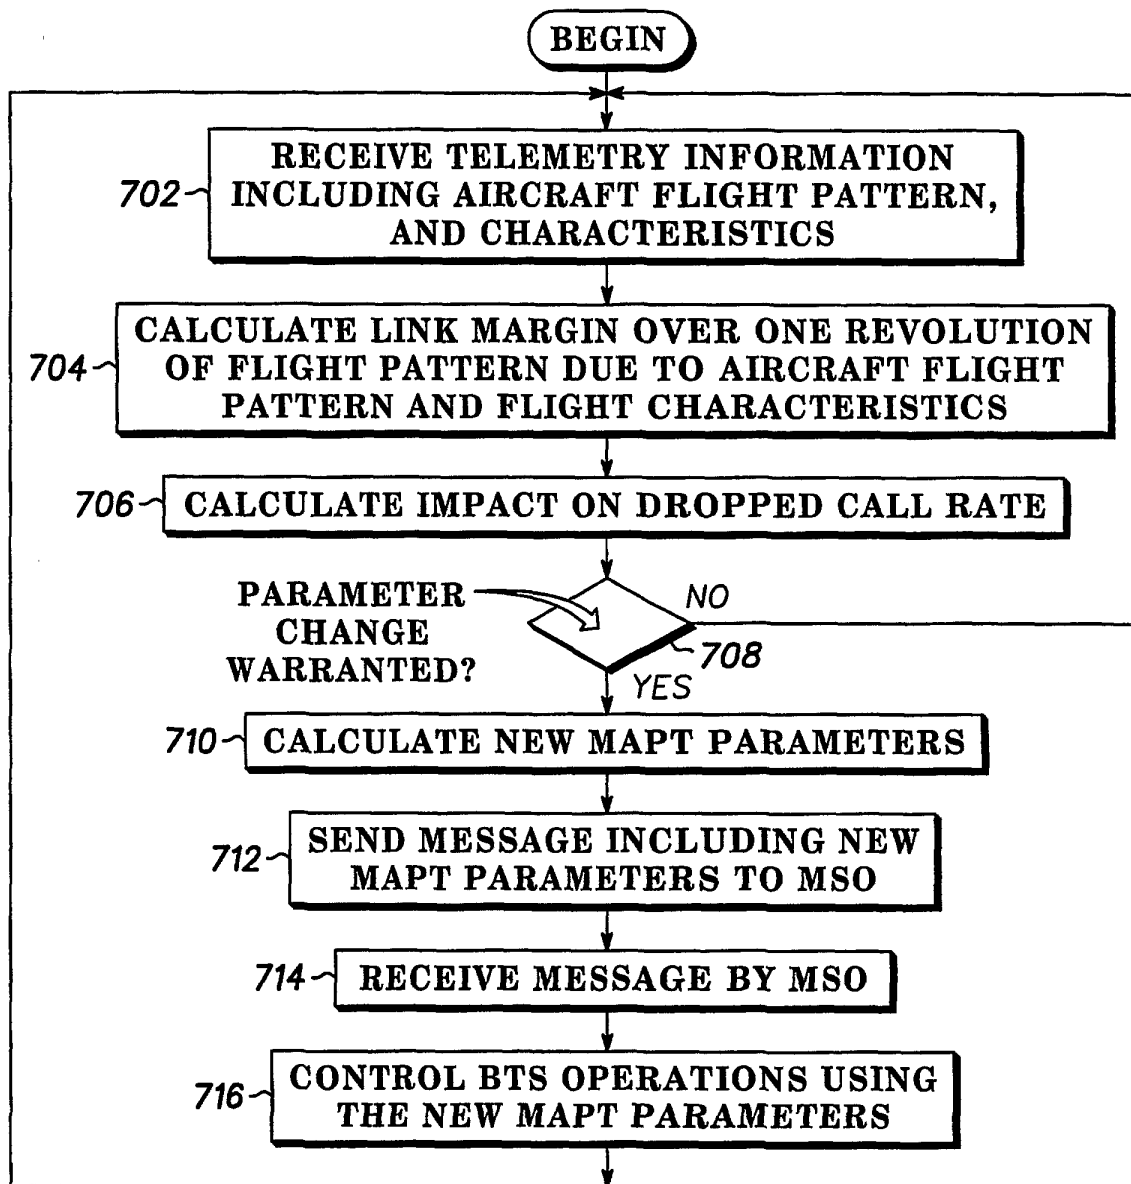 BEGIN
702
RECEIVE TELEMETRY INFORMATION
INCLUDING AIRCRAFT FLIGHT PATTERN,
AND CHARACTERISTICS
704
CALCULATE LINK MARGIN OVER ONE REVOLUTION
OF FLIGHT PATTERN DUE TO AIRCRAFT FLIGHT
PATTERN AND FLIGHT CHARACTERISTICS
706
CALCULATE IMPACT ON DROPPED CALL RATE
PARAMETER
CHANGE
WARRANTED?
NO
708
YES
710
CALCULATE NEW MAPT PARAMETERS
712
SEND MESSAGE INCLUDING NEW
MAPT PARAMETERS TO MSO
714
RECEIVE MESSAGE BY MSO
716
CONTROL BTS OPERATIONS USING
THE NEW MAPT PARAMETERS